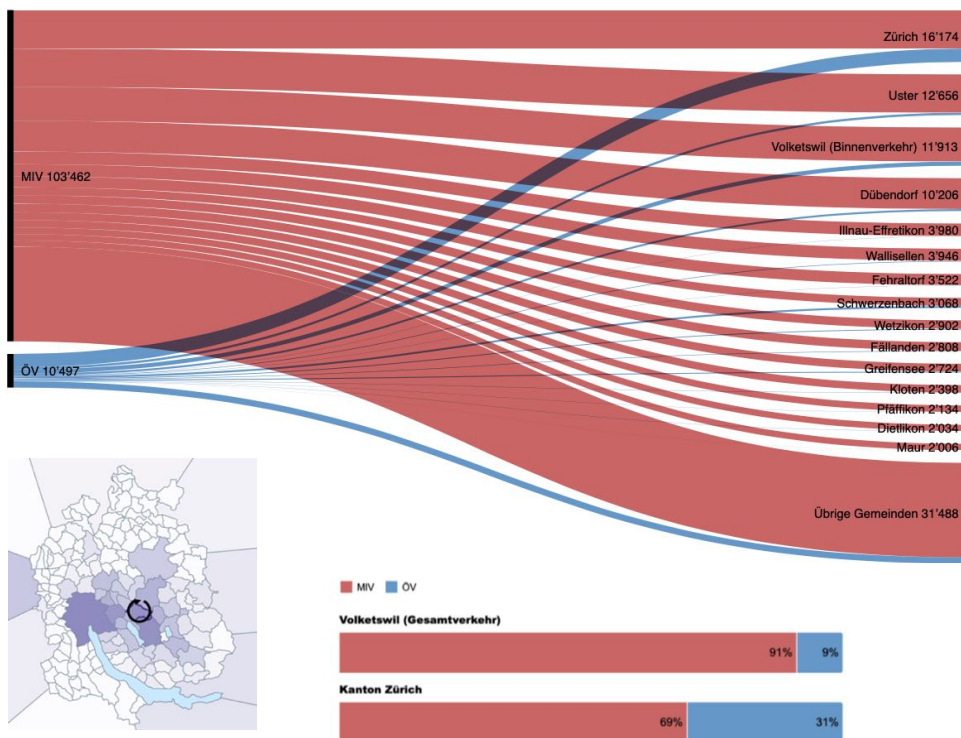 Zürich 16'174
Uster 12'656
Volketswil (Binnenverkehr) 11'913
MIV 103'462
Dübendorf 10'206
Illnau-Effretikon 3'980
Wallisellen 3'946
Fehraltorf 3'522
Schwerzenbach 3'068
Wetzikon 2'902
Fällanden 2'808
Greifensee 2'724
ÖV 10'497
Kloten 2'398
Pfäffikon 2'134
Dietlikon 2'034
Maur 2'006
Übrige Gemeinden 31'488
MIV ÖV
Volketswil (Gesamtverkehr)
91% 9%
Kanton Zürich
69% 31%